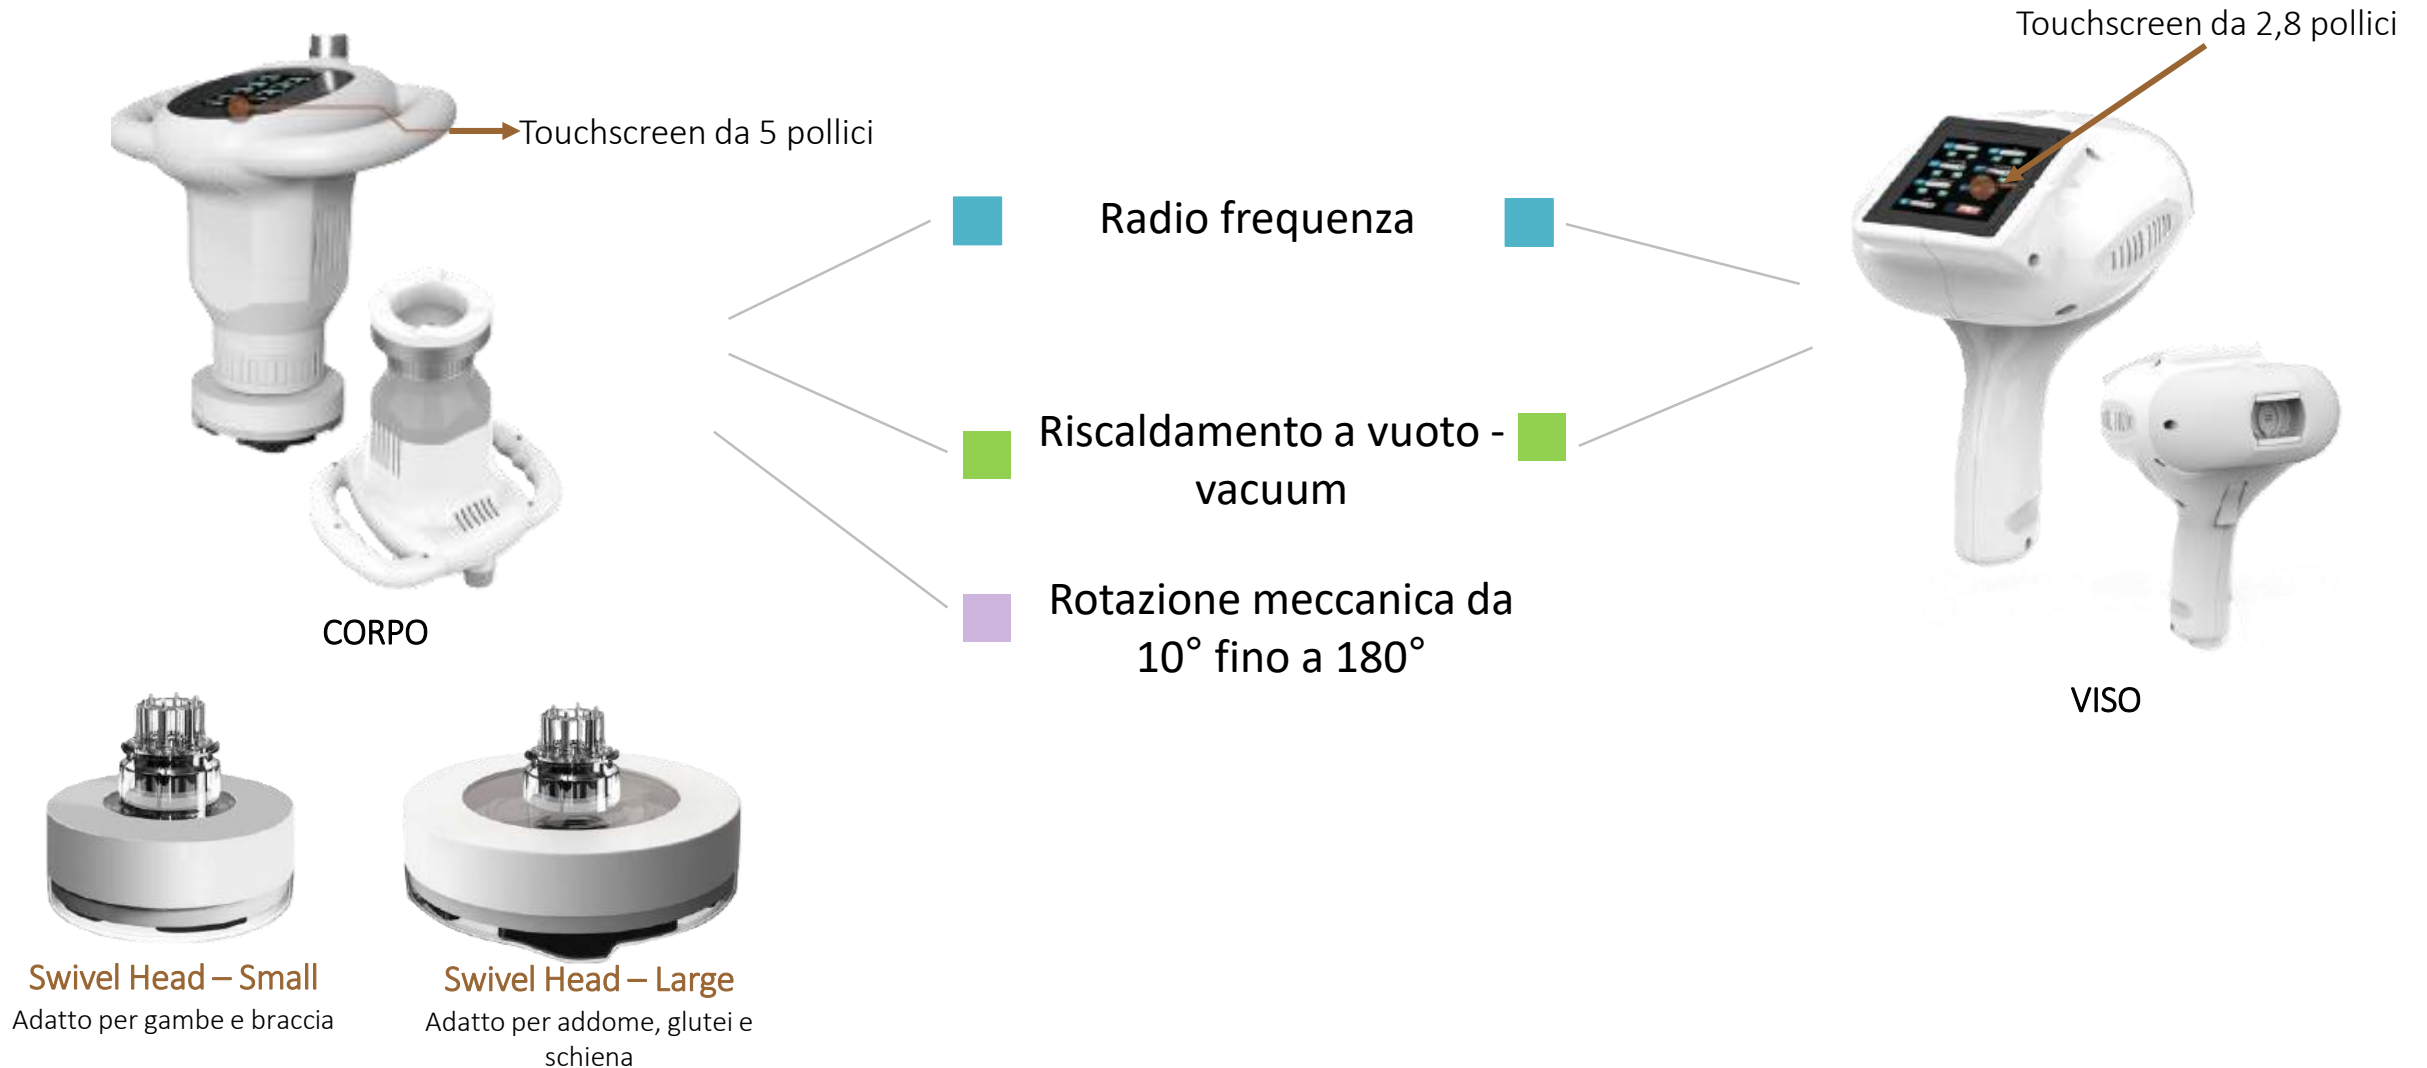 Touchscreen da 2,8 pollici
Touchscreen da 5 pollici
Radio frequenza
Riscaldamento a vuoto -
vacuum
Rotazione meccanica da
10° fino a 180°
CORPO
VISO
Swivel Head – Small
Adatto per gambe e braccia
Swivel Head – Large
Adatto per addome, glutei e
schiena